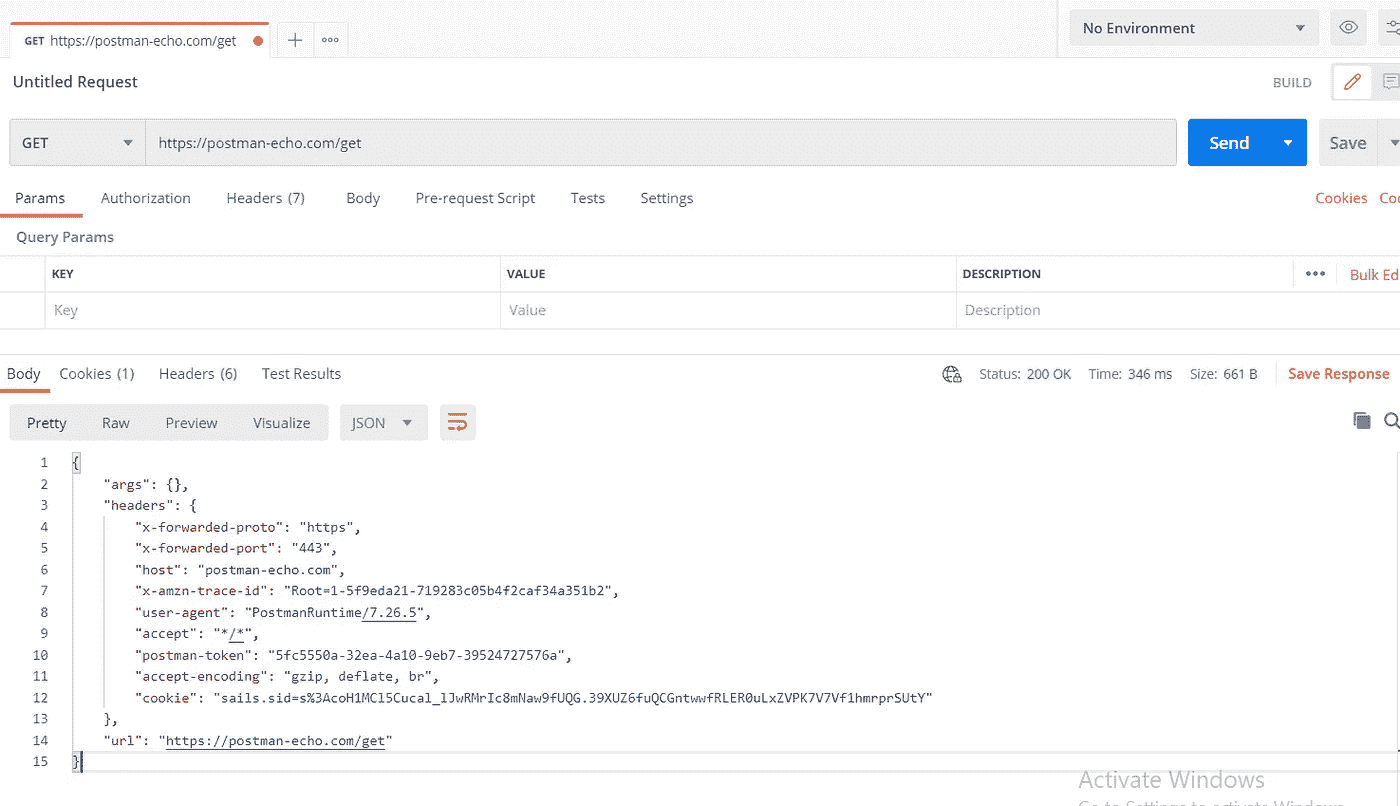 GET https://postman-echo.com/get
No Environment
Untitled Request
BUILD
GET https://postman-echo.com/get Send Save
Params Authorization Headers (7) Body Pre-request Script Tests Settings Cookies Coo
Query Params
KEY VALUE DESCRIPTION Bulk Ed
Key Value Description
Body Cookies (1) Headers (6) Test Results Status: 200 OK Time: 346 ms Size: 661 B Save Response
Pretty Raw Preview Visualize JSON
1 {
2 "args": {},
3 "headers": {
4 "x-forwarded-proto": "https",
5 "x-forwarded-port": "443",
6 "host": "postman-echo.com",
7 "x-amzn-trace-id": "Root=1-5f9eda21-719283c05b4f2caf34a351b2",
8 "user-agent": "PostmanRuntime/7.26.5",
9 "accept": "*/*",
10 "postman-token": "5fc5550a-32ea-4a10-9eb7-39524727576a",
11 "accept-encoding": "gzip, deflate, br",
12 "cookie": "sails.sid=s%3AcoH1MCl5Cucal_lJwRMrIc8mNaw9fUQG.39XUZ6fuQCGntwwfRLER0uLxZVPK7V7Vf1hmrprSUtY"
13 },
14 "url": "https://postman-echo.com/get"
15 }
Activate Windows
Go to Settings to activate Windows